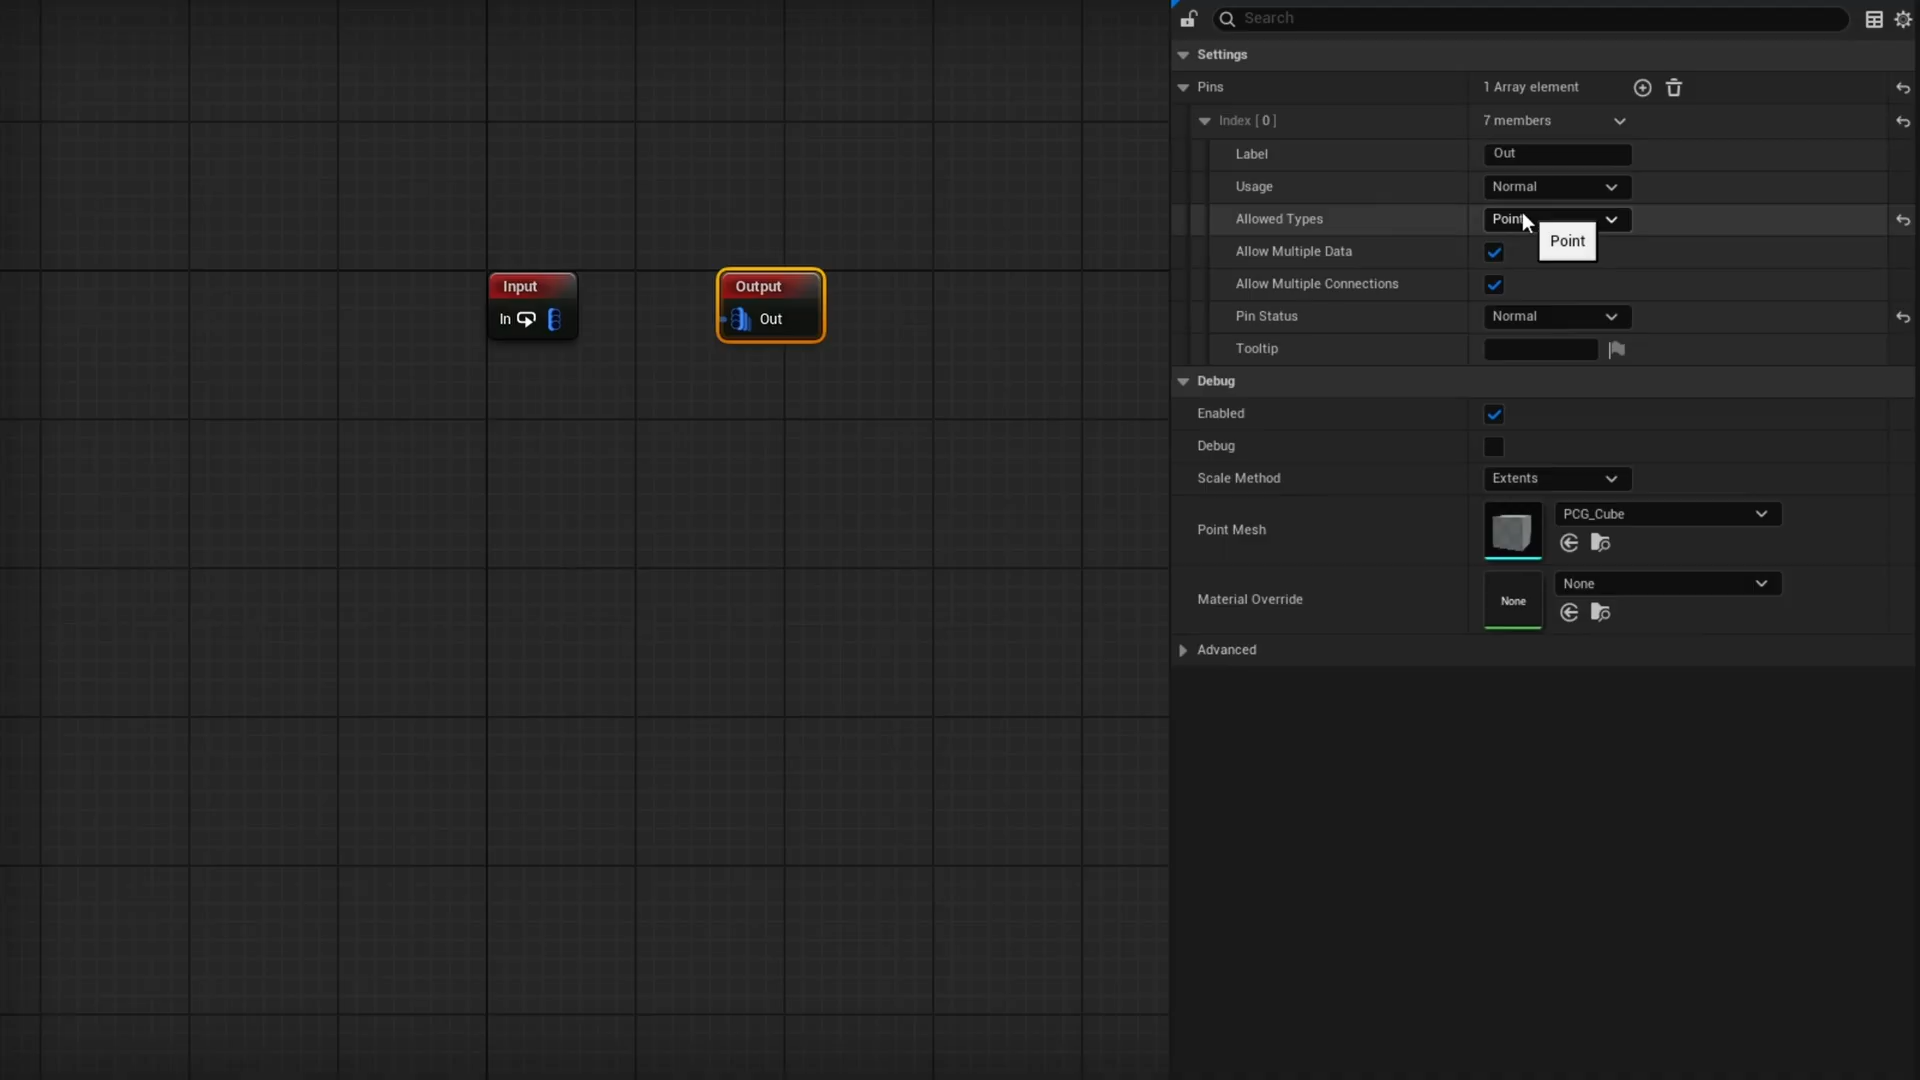 Search
Settings
Pins 1 Array element
Index [ 0 ] 7 members
Label Out
Usage Normal
Allowed Types Point
Point
Allow Multiple Data
Allow Multiple Connections
Pin Status Normal
Tooltip
Debug
Enabled
Debug
Scale Method Extents
Point Mesh PCG_Cube
Material Override None
None
Advanced
Input
In
Output
Out